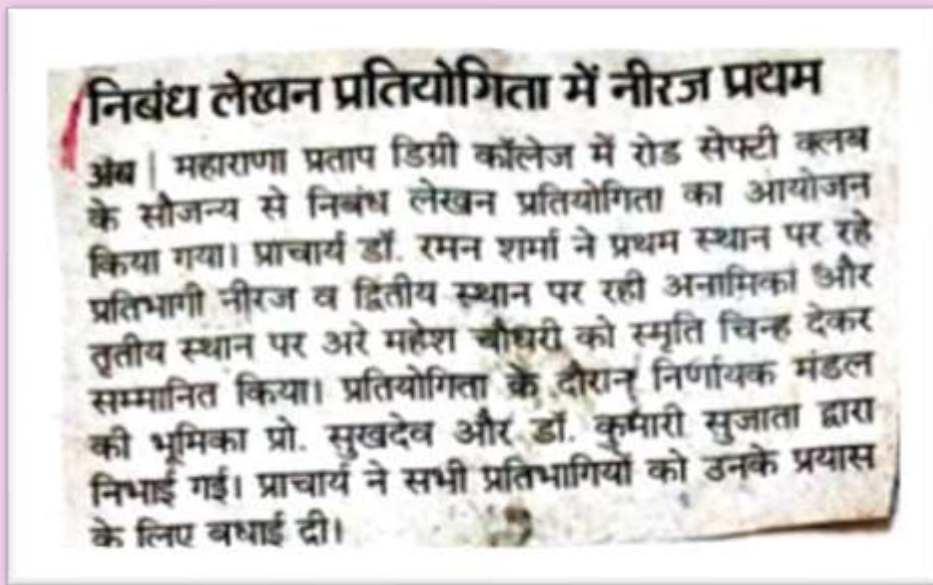 निबंध लेखन प्रतियोगिता में नीरज प्रथम
अंब | महाराणा प्रताप डिग्री कॉलेज में रोड सेफ्टी क्लब
के सौजन्य से निबंध लेखन प्रतियोगिता का आयोजन
किया गया। प्राचार्य डॉ. रमन शर्मा ने प्रथम स्थान पर रहे
प्रतिभागी नीरज व द्वितीय स्थान पर रही अनामिका और
तृतीय स्थान पर अरे महेश चौधरी को स्मृति चिन्ह देकर
सम्मानित किया। प्रतियोगिता के दौरान निर्णायक मंडल
की भूमिका प्रो. सुखदेव और डॉ. कुमारी सुजाता द्वारा
निभाई गई। प्राचार्य ने सभी प्रतिभागियों को उनके प्रयास
के लिए बधाई दी।